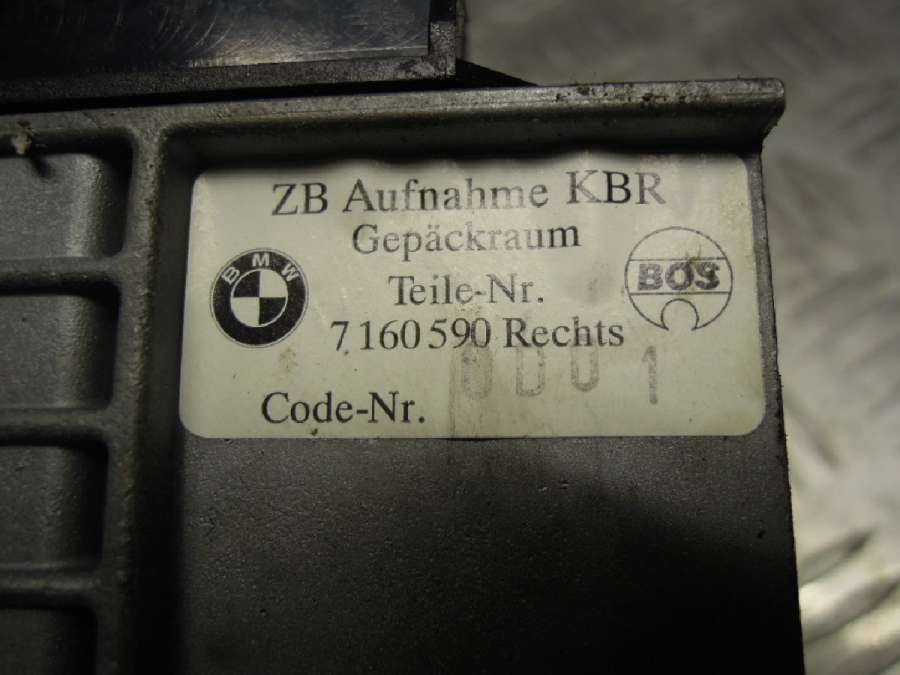 ZB Aufnahme KBR
Gepäckraum
BMW
BOS
Teile-Nr.
7 160 590 Rechts
Code-Nr.